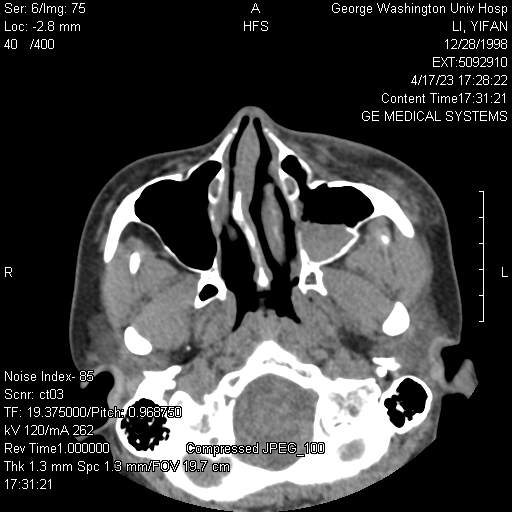 Ser: 6/Img: 75
Loc: -2.8 mm
40 /400
A
HFS
George Washington Univ Hosp
LI, YIFAN
12/28/1998
EXT:5092910
4/17/23 17:28:22
Content Time17:31:21
GE MEDICAL SYSTEMS
R
L
Noise Index- 85
Scnr: ct03
TF: 19.375000/Pitch: 0.968750
kV 120/mA 262
Rev Time1.000000
Compressed JPEG_100
Thk 1.3 mm Spc 1.3 mm/FOV 19.7 cm
17:31:21